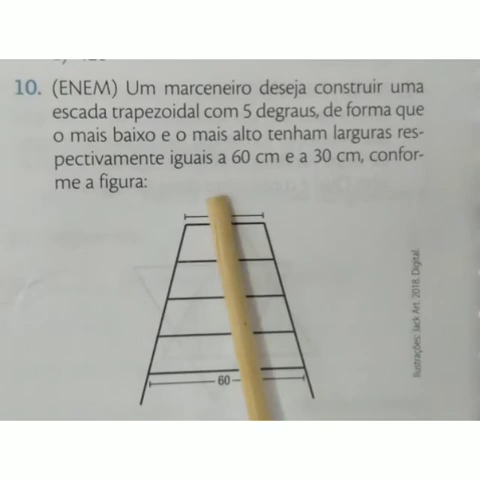 10. (ENEM) Um marceneiro deseja construir uma
escada trapezoidal com 5 degraus, de forma que
o mais baixo e o mais alto tenham larguras res-
pectivamente iguais a 60 cm e a 30 cm, confor-
me a figura:
60
Ilustrações: Jack Art. 2018. Digital.